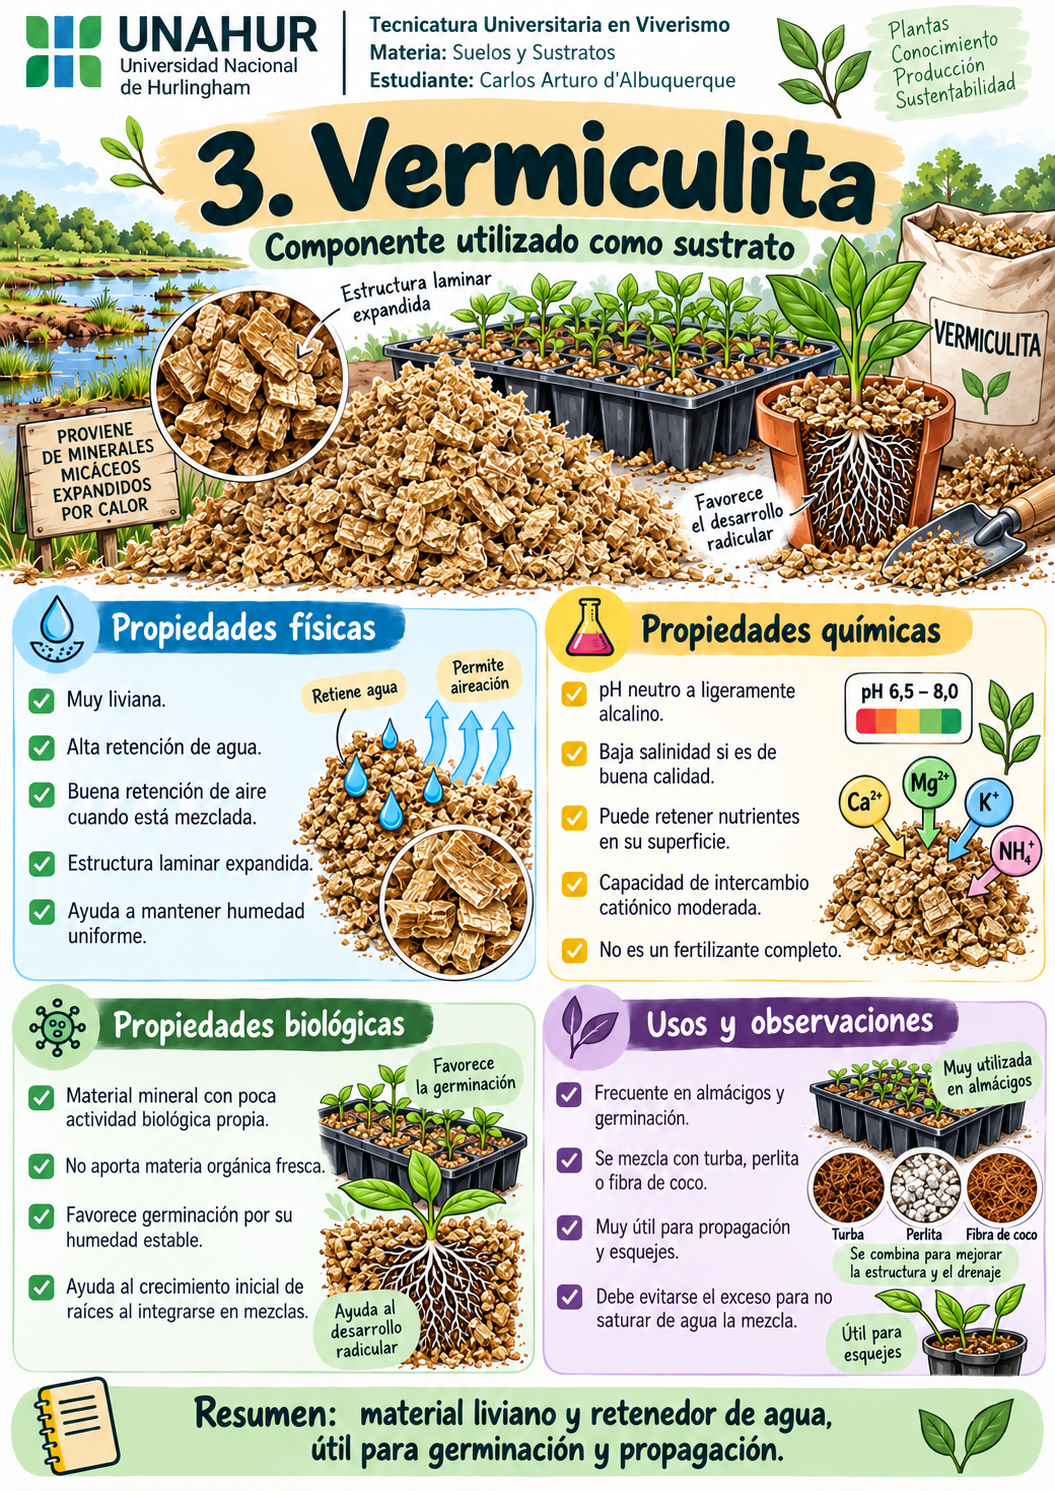 UNAHUR
Universidad Nacional
de Hurlingham
Tecnicatura Universitaria en Viverismo
Materia: Suelos y Sustratos
Estudiante: Carlos Arturo d'Albuquerque
Plantas
Conocimiento
Producción
Sustentabilidad
3. Vermiculita
Componente utilizado como sustrato
Estructura laminar
expandida
VERMICULITA
PROVIENE
DE MINERALES
MICÁCEOS
EXPANDIDOS
POR CALOR
Favorece
el desarrollo
radicular
Propiedades físicas
Muy liviana.
Alta retención de agua.
Buena retención de aire
cuando está mezclada.
Estructura laminar expandida.
Ayuda a mantener humedad
uniforme.
Retiene agua
Permite
aireación
Propiedades químicas
pH neutro a ligeramente
alcalino.
Baja salinidad si es de
buena calidad.
Puede retener nutrientes
en su superficie.
Capacidad de intercambio
catiónico moderada.
No es un fertilizante completo.
pH 6,5 – 8,0
Ca²⁺
Mg²⁺
K⁺
NH₄⁺
Propiedades biológicas
Material mineral con poca
actividad biológica propia.
No aporta materia orgánica fresca.
Favorece germinación por su
humedad estable.
Ayuda al crecimiento inicial de
raíces al integrarse en mezclas.
Favorece
la germinación
Ayuda al
desarrollo
radicular
Usos y observaciones
Frecuente en almácigos y
germinación.
Se mezcla con turba, perlita
o fibra de coco.
Muy útil para propagación
y esquejes.
Debe evitarse el exceso para no
saturar de agua la mezcla.
Muy utilizada
en almácigos
Turba
Perlita
Fibra de coco
Se combina para mejorar
la estructura y el drenaje
Útil para
esquejes
Resumen: material liviano y retenedor de agua,
útil para germinación y propagación.